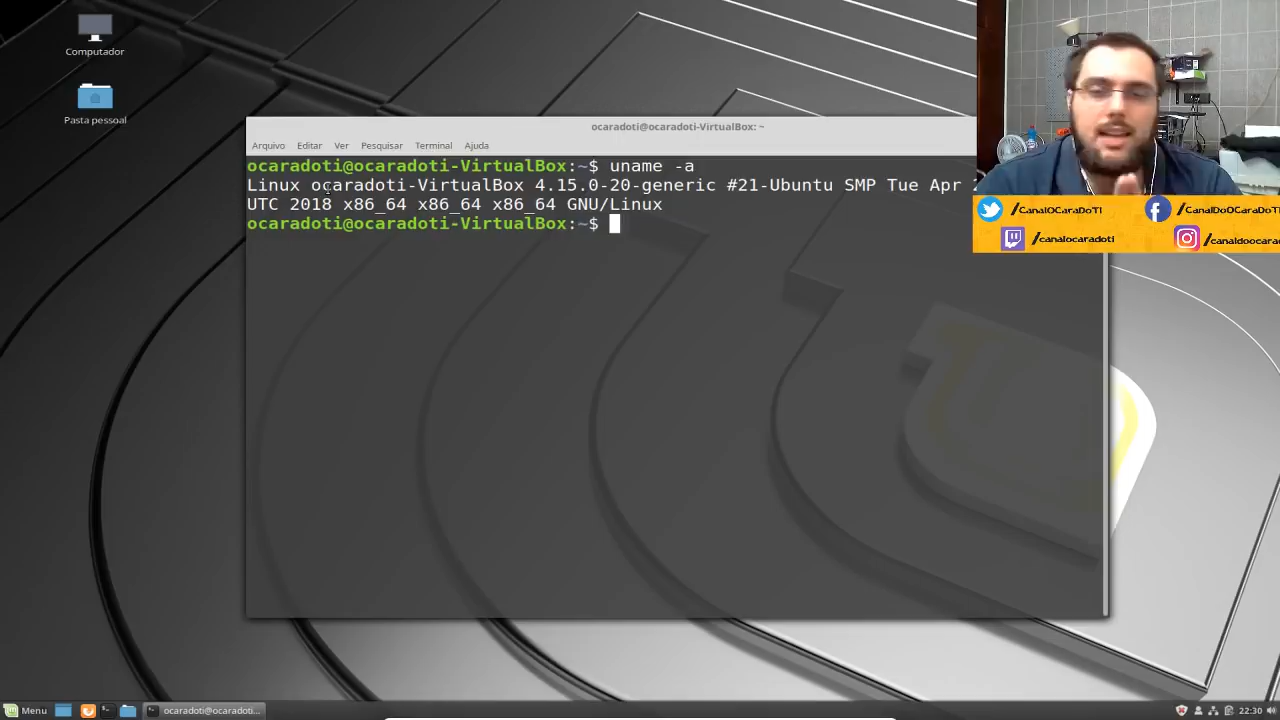 Computador
Pasta pessoal
ocaradoti@ocaradoti-VirtualBox: ~
Arquivo Editar Ver Pesquisar Terminal Ajuda
ocaradoti@ocaradoti-VirtualBox:~$ uname -a
Linux ocaradoti-VirtualBox 4.15.0-20-generic #21-Ubuntu SMP Tue Apr 2
UTC 2018 x86_64 x86_64 x86_64 GNU/Linux
ocaradoti@ocaradoti-VirtualBox:~$
/CanalOCaraDoTI /CanalDoOCaraDoTI
/canalocaradoti /canaldoocarad
Menu ocaradoti@ocaradoti... 22:30